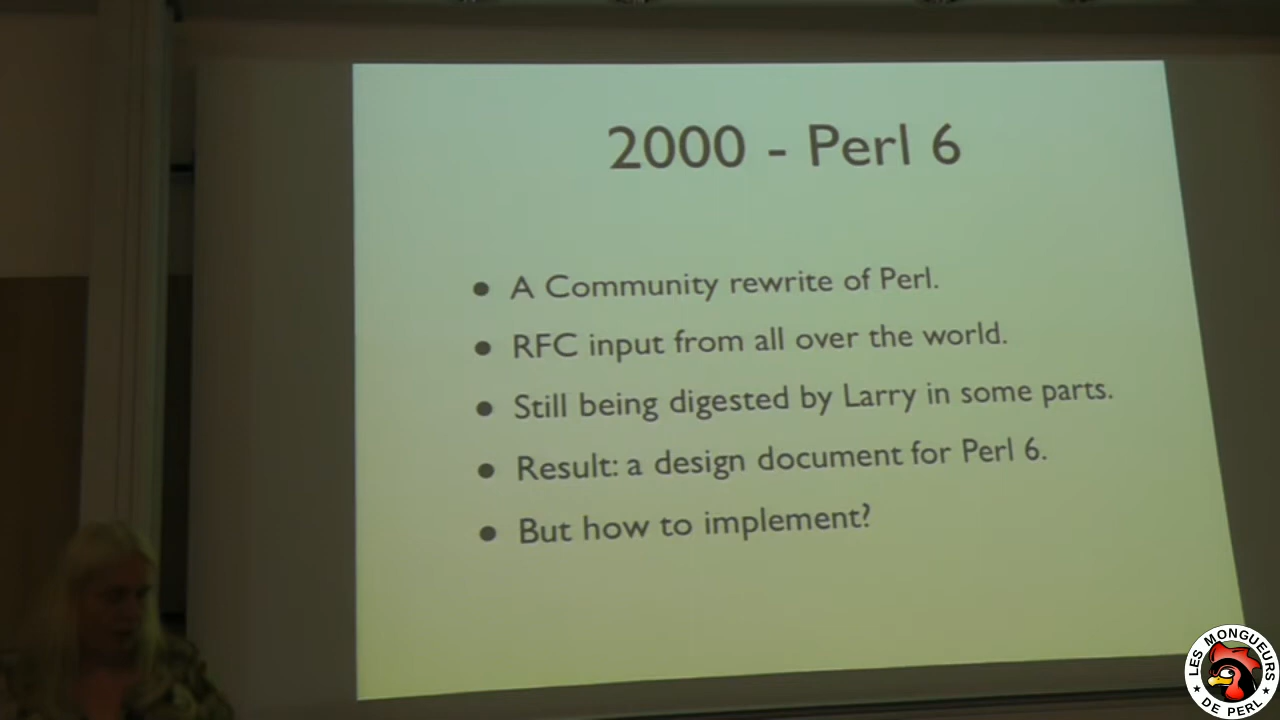 2000 - Perl 6
• A Community rewrite of Perl.
• RFC input from all over the world.
• Still being digested by Larry in some parts.
• Result: a design document for Perl 6.
• But how to implement?
LES MONGUEURS
★ DE PERL ★